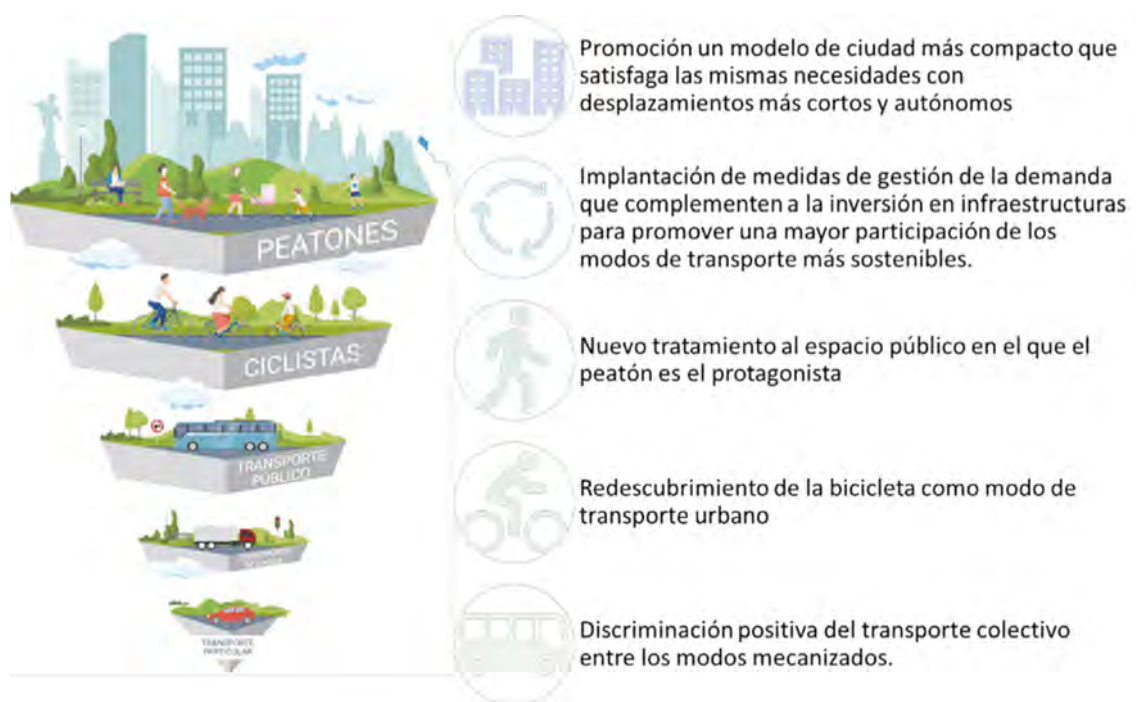 PEATONES
CICLISTAS
TRANSPORTE
PÚBLICO
TRANSPORTE
PARTICULAR
Promoción un modelo de ciudad más compacto que
satisfaga las mismas necesidades con
desplazamientos más cortos y autónomos
Implantación de medidas de gestión de la demanda
que complementen a la inversión en infraestructuras
para promover una mayor participación de los
modos de transporte más sostenibles.
Nuevo tratamiento al espacio público en el que el
peatón es el protagonista
Redescubrimiento de la bicicleta como modo de
transporte urbano
Discriminación positiva del transporte colectivo
entre los modos mecanizados.